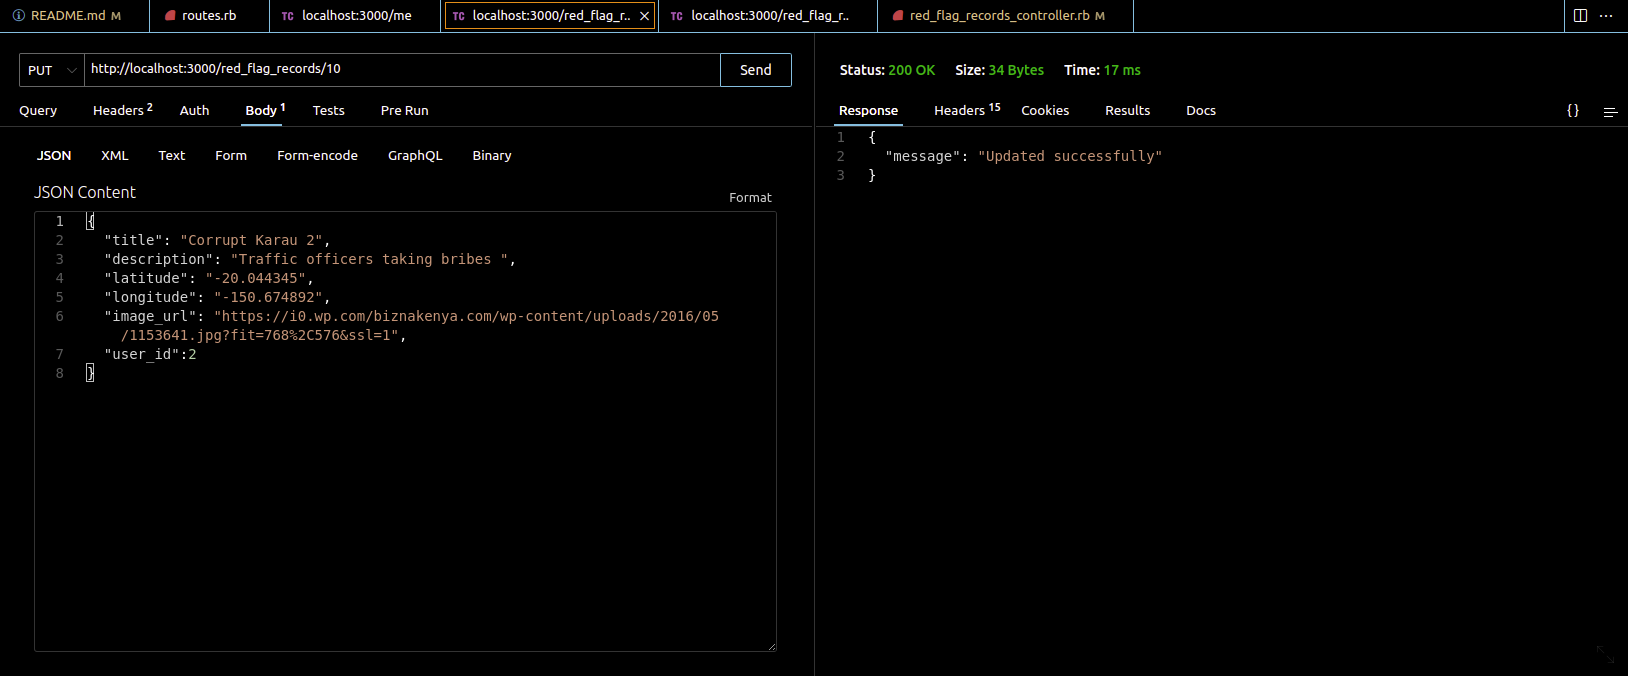 README.md M routes.rb TC localhost:3000/me TC localhost:3000/red_flag_r.. TC localhost:3000/red_flag_r.. red_flag_records_controller.rb M
PUT http://localhost:3000/red_flag_records/10 Send
Query Headers 2 Auth Body 1 Tests Pre Run
JSON XML Text Form Form-encode GraphQL Binary
JSON Content
Format
1 {
2 "title": "Corrupt Karau 2",
3 "description": "Traffic officers taking bribes ",
4 "latitude": "-20.044345",
5 "longitude": "-150.674892",
6 "image_url": "https://i0.wp.com/biznakenya.com/wp-content/uploads/2016/05
/1153641.jpg?fit=768%2C576&ssl=1",
7 "user_id":2
8 }
Status: 200 OK Size: 34 Bytes Time: 17 ms
Response Headers 15 Cookies Results Docs {}
1 {
2 "message": "Updated successfully"
3 }